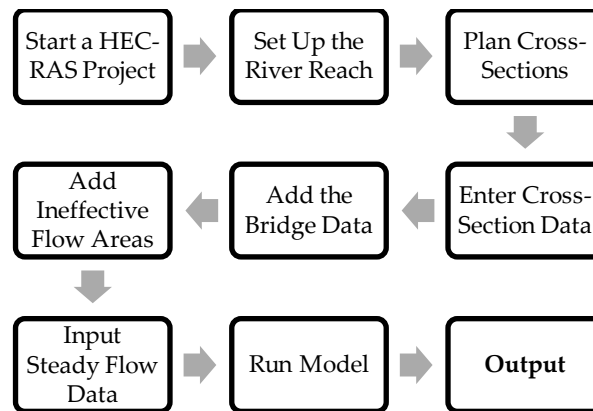 Start a HEC-
RAS Project
Set Up the
River Reach
Plan Cross-
Sections
Enter Cross-
Section Data
Add the
Bridge Data
Add
Ineffective
Flow Areas
Input
Steady Flow
Data
Run Model
Output